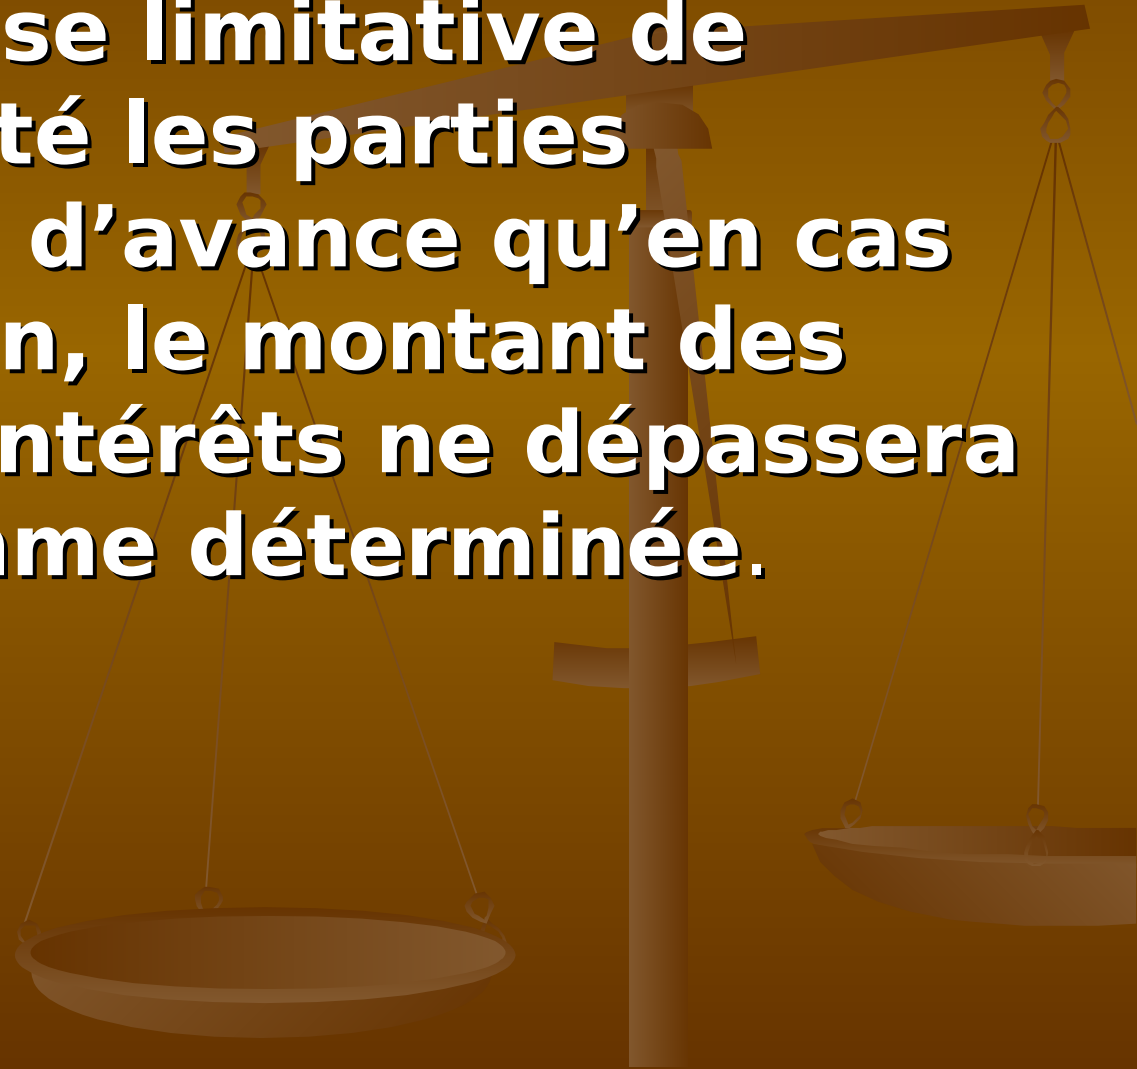 se limitative de
té les parties
d’avance qu’en cas
n, le montant des
ntérêts ne dépassera
me déterminée.